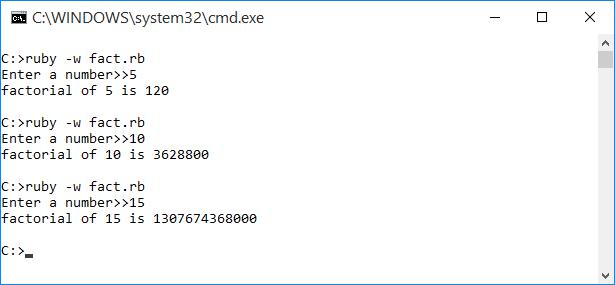 C:\WINDOWS\system32\cmd.exe
C:>ruby -w fact.rb
Enter a number>>5
factorial of 5 is 120
C:>ruby -w fact.rb
Enter a number>>10
factorial of 10 is 3628800
C:>ruby -w fact.rb
Enter a number>>15
factorial of 15 is 1307674368000
C:>